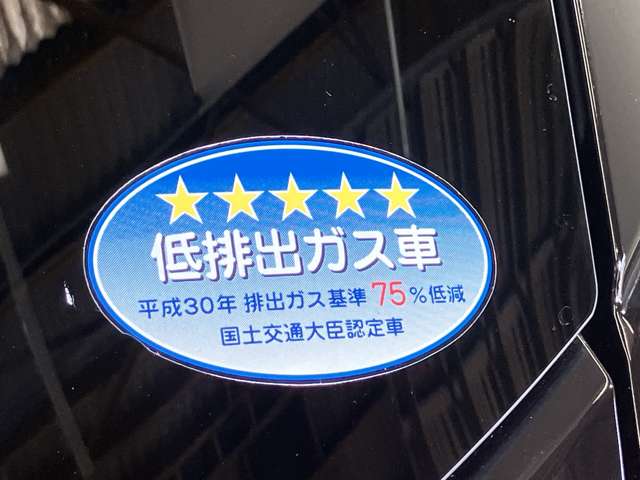 ★★★★★
低排出ガス車
平成30年 排出ガス基準 75%低減
国土交通大臣認定車